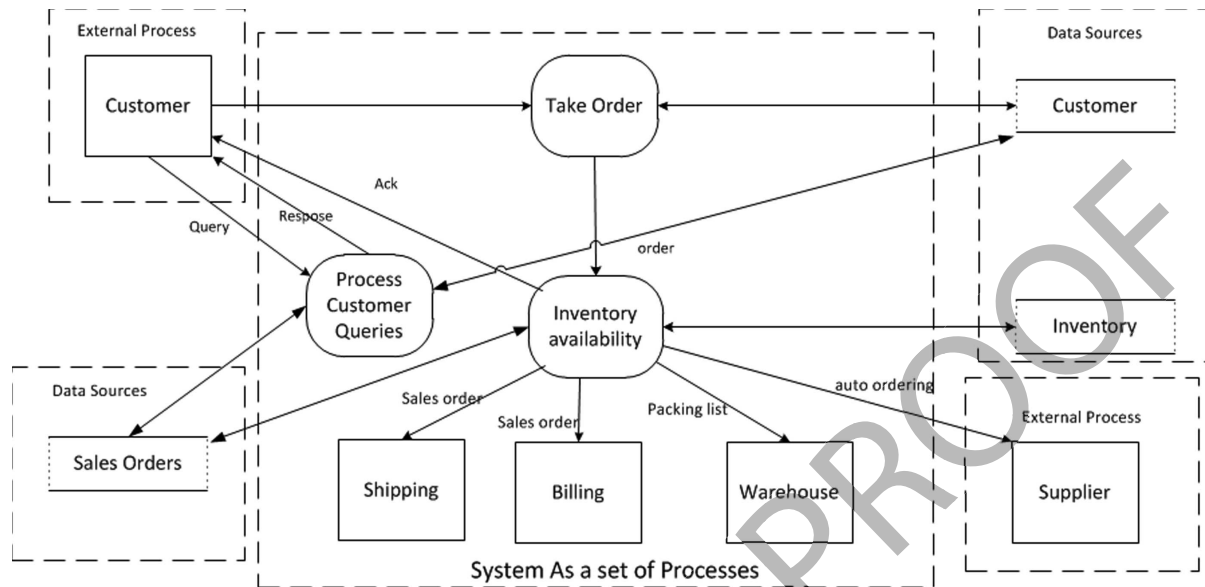 External Process
Data Sources
Customer
Take Order
Customer
Ack
Query
Respose
order
Process
Customer
Queries
Inventory
availability
Inventory
Data Sources
Sales order
Sales order
Packing list
auto ordering
External Process
Sales Orders
Shipping
Billing
Warehouse
Supplier
System As a set of Processes
PROOF